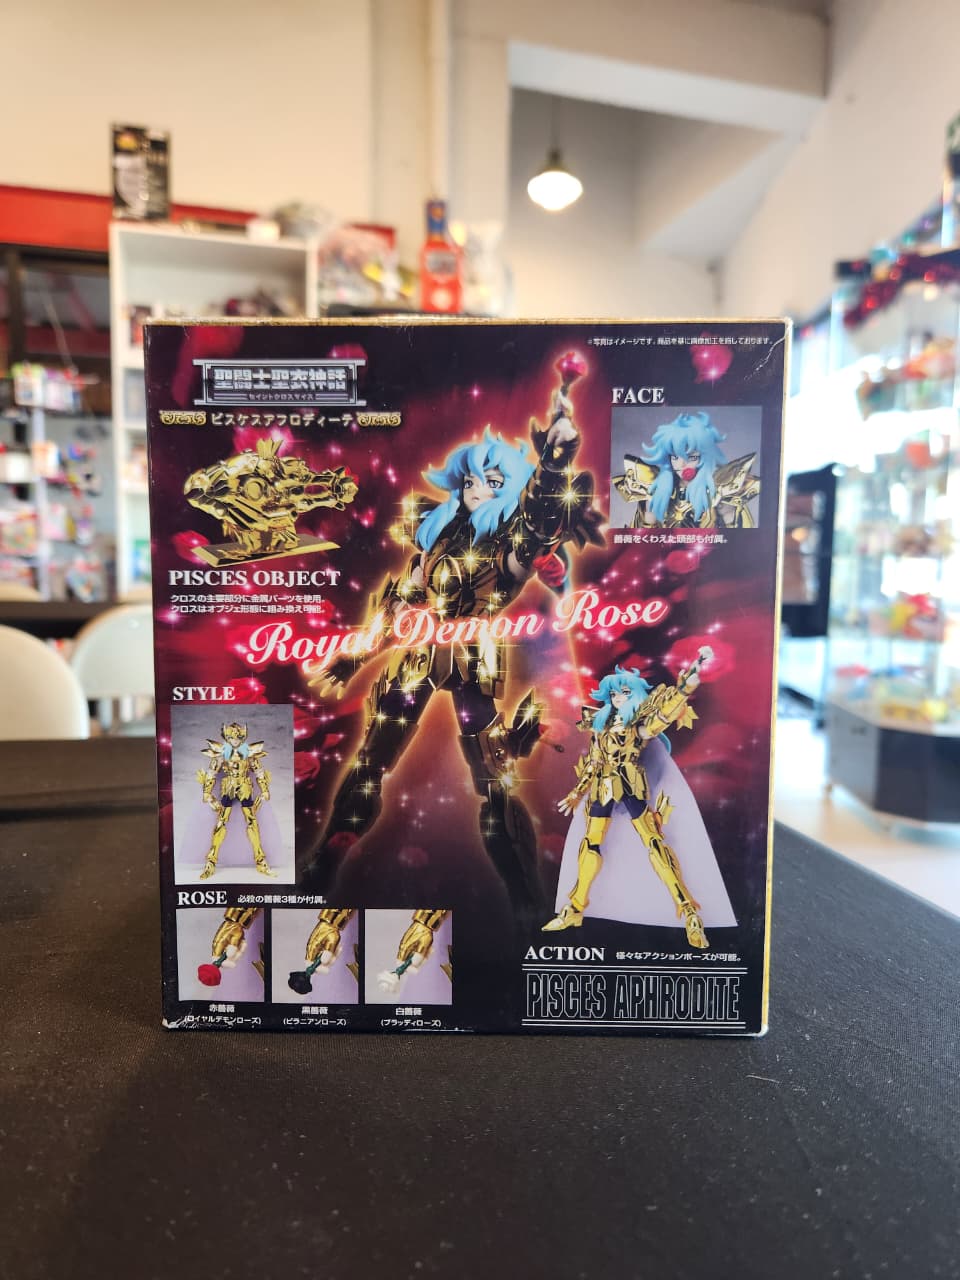 ※写真はイメージです。商品を基に画像加工を施しております。
聖闘士聖衣神話
セイントクロスマイス
ピスケスアフロディーテ
FACE
薔薇をくわえた頭部も付属。
PISCES OBJECT
クロスの主要部分に金属パーツを使用。
クロスはオブジェ形態に組み換え可能。
Royal Demon Rose
STYLE
ROSE 必殺の薔薇3種が付属。
赤薔薇
(ロイヤルデモンローズ)
黒薔薇
(ピラニアンローズ)
白薔薇
(ブラッディローズ)
ACTION 様々なアクションポーズが可能。
PISCES APHRODITE